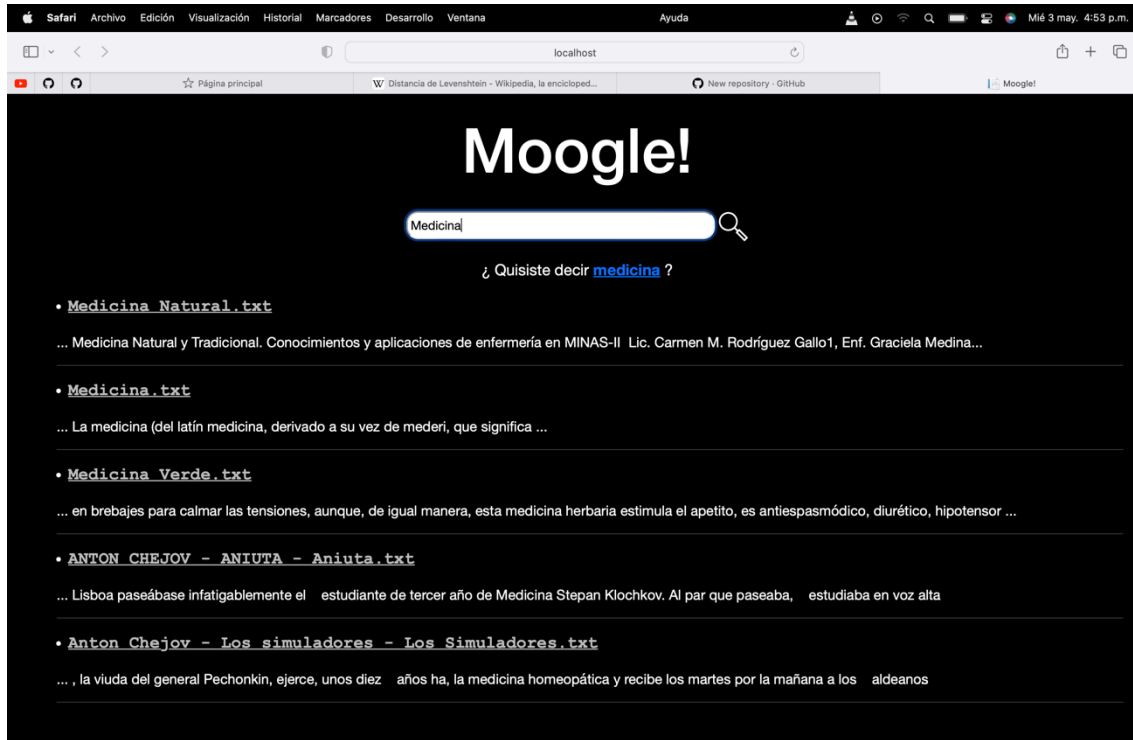 Safari Archivo Edición Visualización Historial Marcadores Desarrollo Ventana Ayuda Mié 3 may. 4:53 p.m.
localhost
Página principal W Distancia de Levenshtein - Wikipedia, la encicloped... New repository · GitHub Moogle!
Moogle!
Medicina
¿ Quisiste decir medicina ?
• Medicina Natural.txt
... Medicina Natural y Tradicional. Conocimientos y aplicaciones de enfermería en MINAS-II Lic. Carmen M. Rodríguez Gallo1, Enf. Graciela Medina...
• Medicina.txt
... La medicina (del latín medicina, derivado a su vez de mederi, que significa ...
• Medicina Verde.txt
... en brebajes para calmar las tensiones, aunque, de igual manera, esta medicina herbaria estimula el apetito, es antiespasmódico, diurético, hipotensor ...
• ANTON CHEJOV - ANIUTA - Aniuta.txt
... Lisboa paseábase infatigablemente el estudiante de tercer año de Medicina Stepan Klochkov. Al par que paseaba, estudiaba en voz alta
• Anton Chejov - Los simuladores - Los Simuladores.txt
... , la viuda del general Pechonkin, ejerce, unos diez años ha, la medicina homeopática y recibe los martes por la mañana a los aldeanos